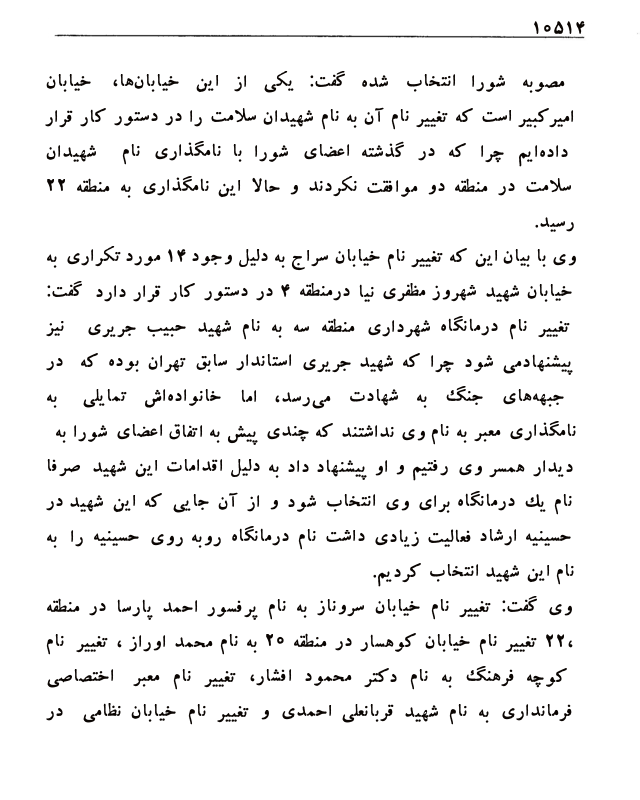 ۱۰۵۱۴
مصوبه شورا انتخاب شده گفت: یکی از این خیابان‌ها، خیابان
امیرکبیر است که تغییر نام آن به نام شهیدان سلامت را در دستور کار قرار
داده‌ایم چرا که در گذشته اعضای شورا با نامگذاری نام شهیدان
سلامت در منطقه دو موافقت نکردند و حالا این نامگذاری به منطقه ۲۲
رسید.
وی با بیان این که تغییر نام خیابان سراج به دلیل وجود ۱۴ مورد تکراری به
خیابان شهید شهروز مظفری نیا درمنطقه ۴ در دستور کار قرار دارد گفت:
تغییر نام درمانگاه شهرداری منطقه سه به نام شهید حبیب جریری نیز
پیشنهادمی شود چرا که شهید جریری استاندار سابق تهران بوده که در
جبهه‌های جنگ به شهادت می‌رسد، اما خانواده‌اش تمایلی به
نامگذاری معبر به نام وی نداشتند که چندی پیش به اتفاق اعضای شورا به
دیدار همسر وی رفتیم و او پیشنهاد داد به دلیل اقدامات این شهید صرفا
نام یك درمانگاه برای وی انتخاب شود و از آن جایی که این شهید در
حسینیه ارشاد فعالیت زیادی داشت نام درمانگاه روبه روی حسینیه را به
نام این شهید انتخاب کردیم.
وی گفت: تغییر نام خیابان سروناز به نام پرفسور احمد پارسا در منطقه
۲۲، تغییر نام خیابان کوهسار در منطقه ۲۵ به نام محمد اوراز ، تغییر نام
کوچه فرهنگ به نام دکتر محمود افشار، تغییر نام معبر اختصاصی
فرمانداری به نام شهید قربانعلی احمدی و تغییر نام خیابان نظامی در